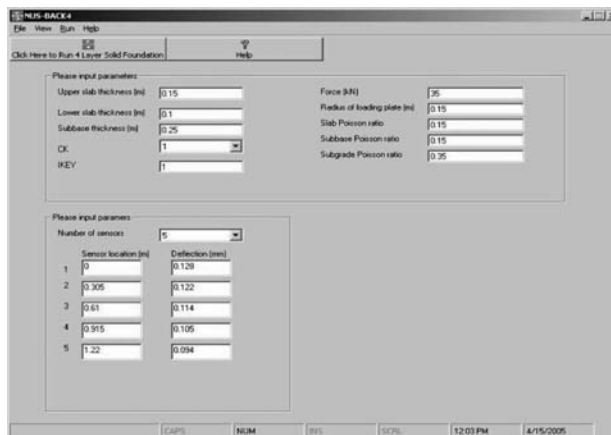 NUS-BACK4
File View Run Help
Click Here to Run 4 Layer Solid Foundation
Help
Please input parameters
Upper slab thickness (m) 0.15
Lower slab thickness (m) 0.1
Subbase thickness (m) 0.25
CK 1
IKEY 1
Force (kN) 35
Radius of loading plate (m) 0.15
Slab Poisson ratio 0.15
Subbase Poisson ratio 0.15
Subgrade Poisson ratio 0.35
Please input paramers
Number of sensors 5
Sensor location (m) Deflection (mm)
1 0 0.128
2 0.305 0.122
3 0.61 0.114
4 0.915 0.105
5 1.22 0.094
CAPS NUM INS SCRL 12:03 PM 4/15/2005